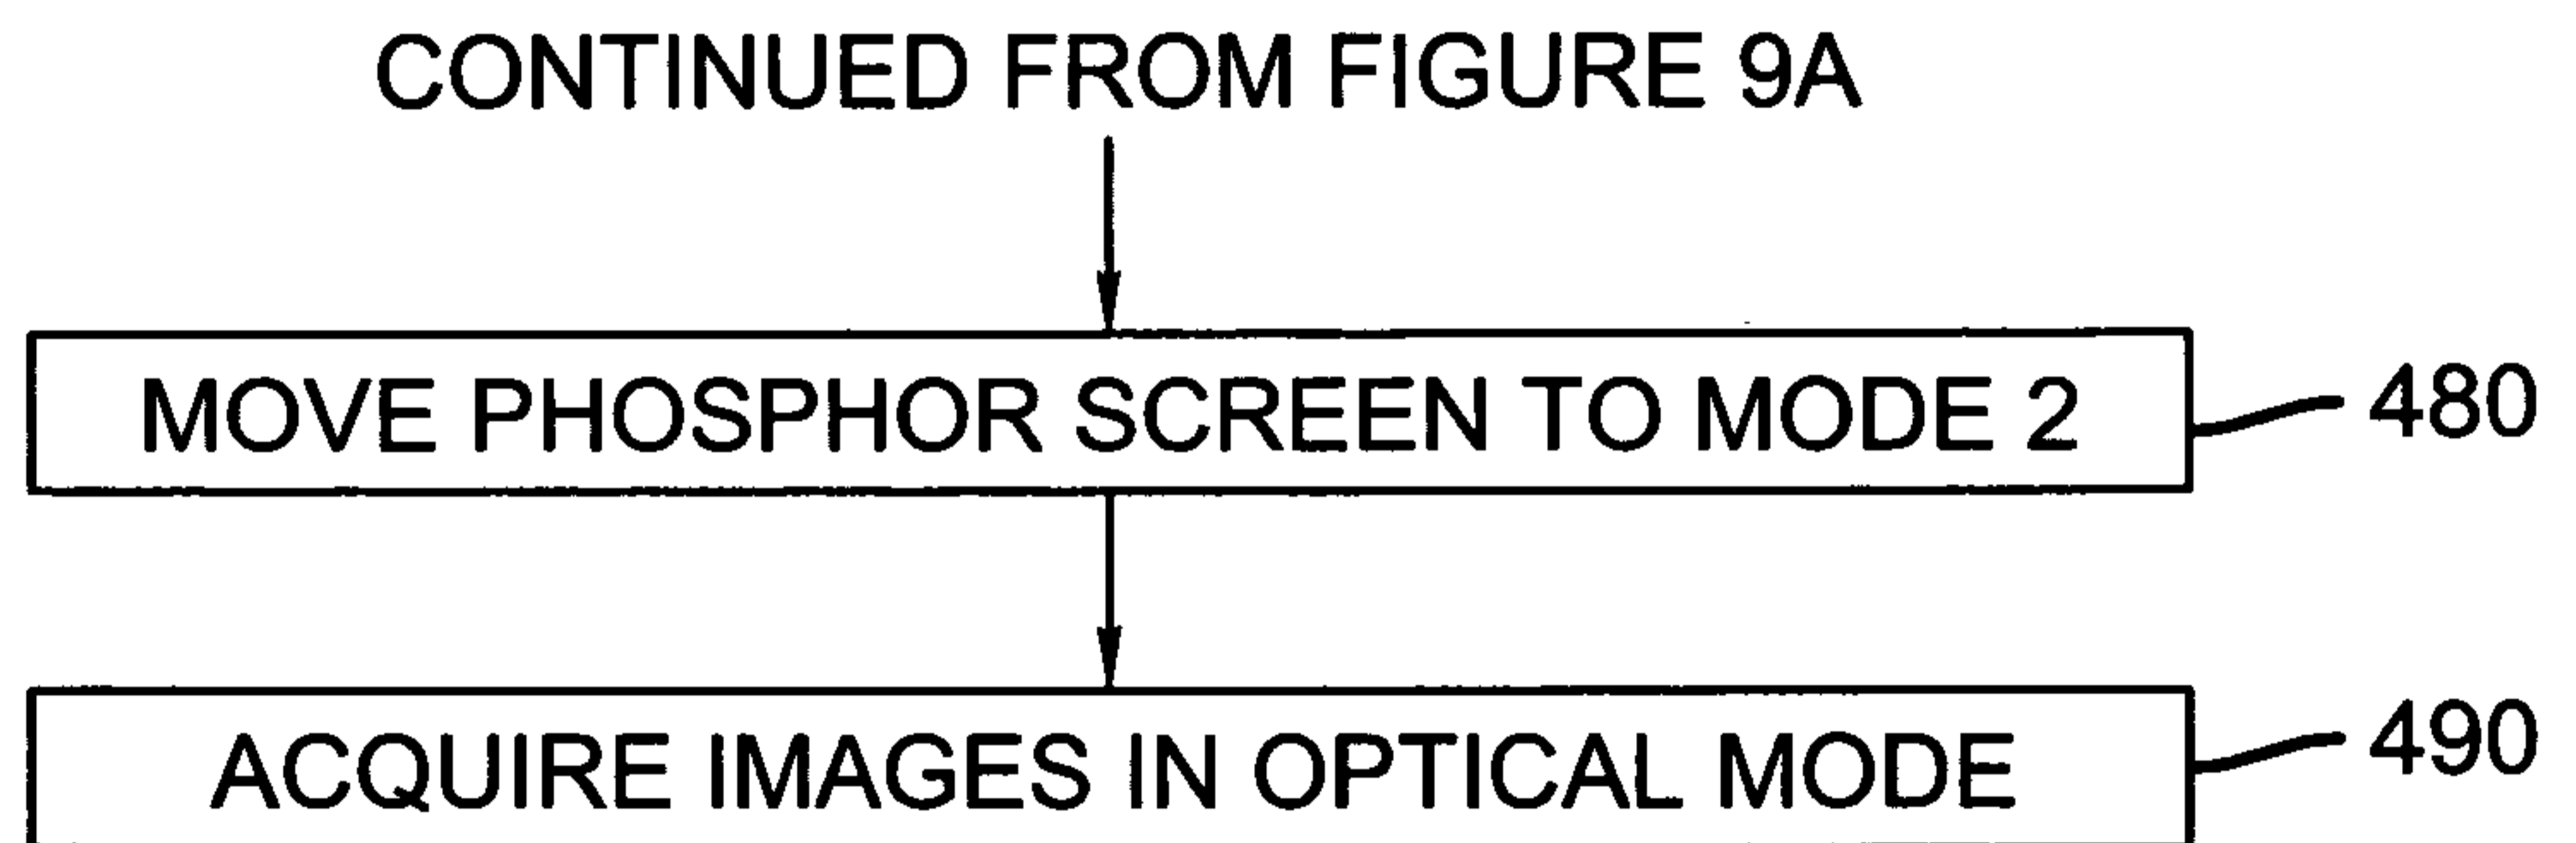 CONTINUED FROM FIGURE 9A
MOVE PHOSPHOR SCREEN TO MODE 2
480
ACQUIRE IMAGES IN OPTICAL MODE
490